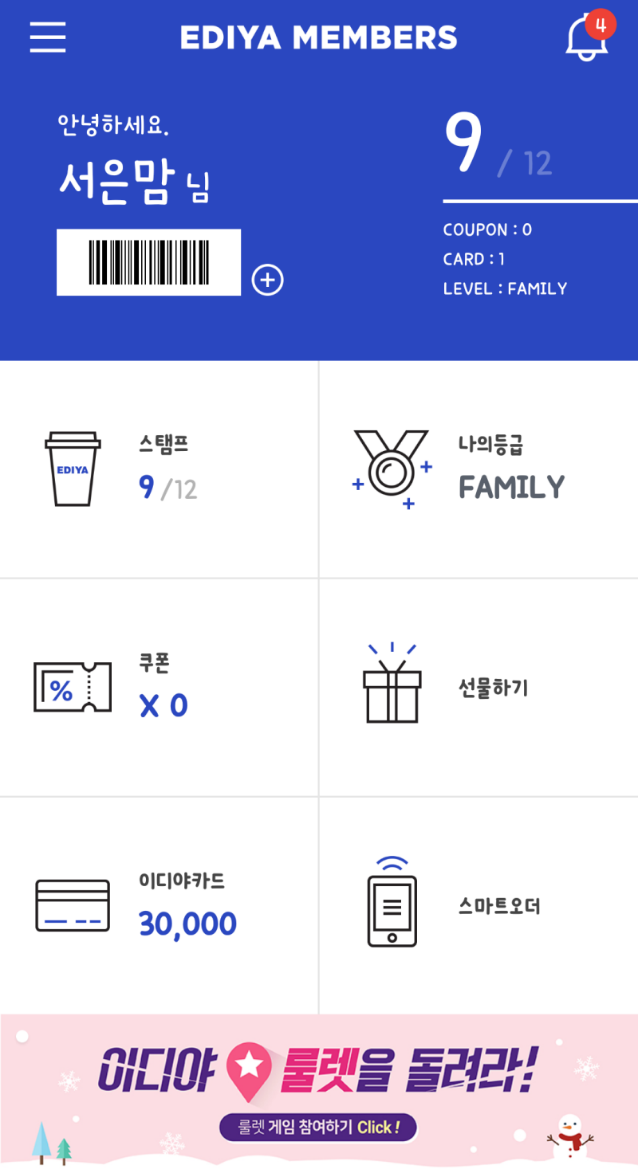 EDIYA MEMBERS
4
안녕하세요.
서은맘 님
9 / 12
COUPON : 0
CARD : 1
LEVEL : FAMILY
EDIYA
스탬프
9 /12
나의등급
FAMILY
%
쿠폰
X 0
선물하기
이디야카드
30,000
스마트오더
이디야 룰렛을 돌려라!
룰렛 게임 참여하기 Click !